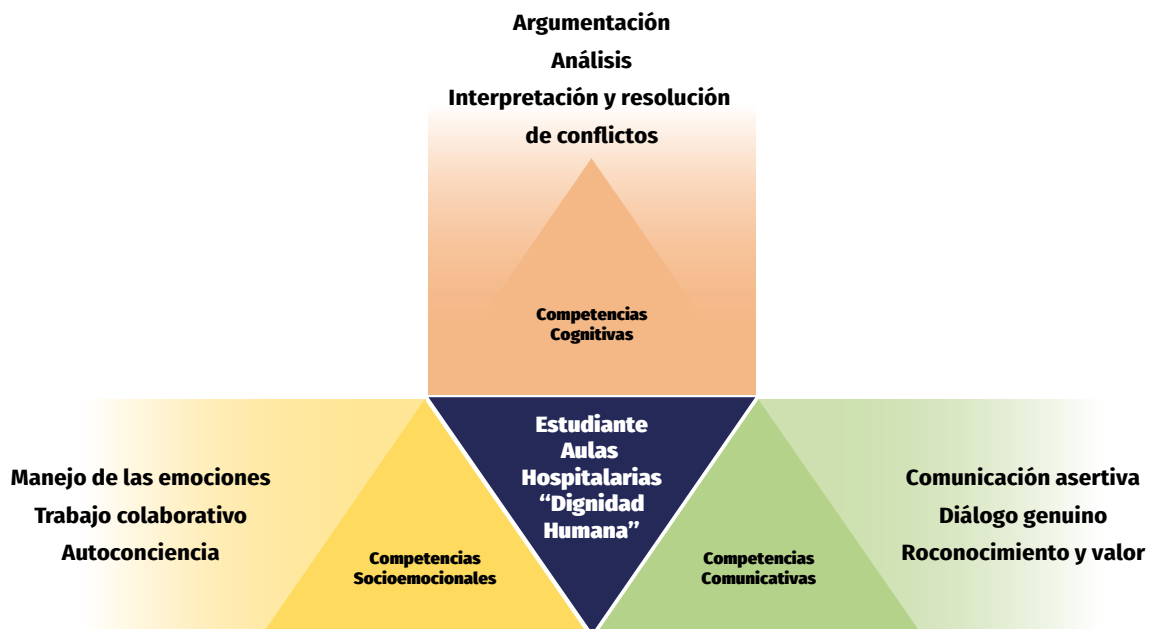 Argumentación
Análisis
Interpretación y resolución
de conflictos
Competencias
Cognitivas
Estudiante
Aulas
Hospitalarias
“Dignidad
Humana”
Manejo de las emociones
Trabajo colaborativo
Autoconciencia
Competencias
Socioemocionales
Competencias
Comunicativas
Comunicación asertiva
Diálogo genuino
Roconocimiento y valor